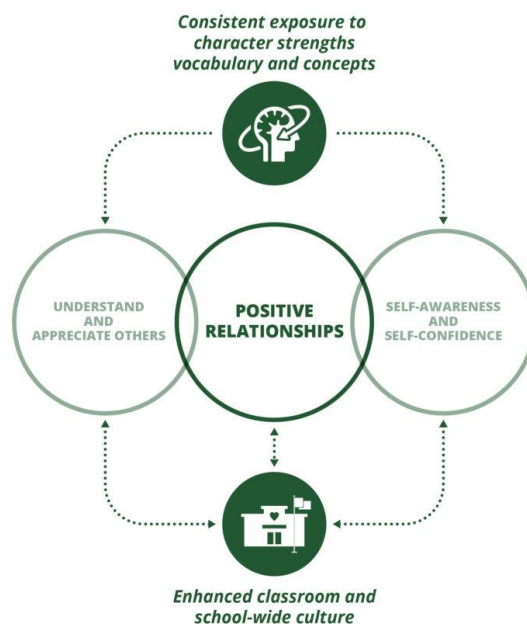 Consistent exposure to
character strengths
vocabulary and concepts
UNDERSTAND
AND
APPRECIATE OTHERS
POSITIVE
RELATIONSHIPS
SELF-AWARENESS
AND
SELF-CONFIDENCE
Enhanced classroom and
school-wide culture